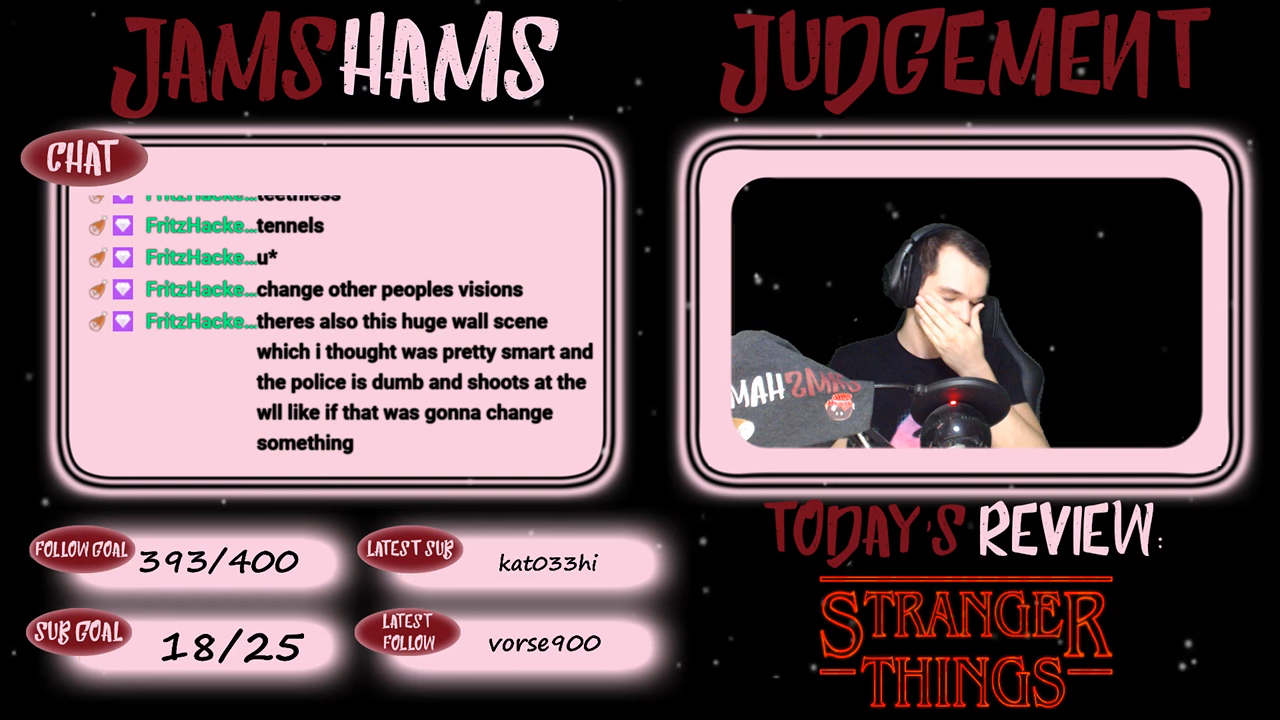 JAMSHAMS
JUDGEMENT
CHAT
FritzHacke...teethless
FritzHacke...tennels
FritzHacke...u*
FritzHacke...change other peoples visions
FritzHacke...theres also this huge wall scene
which i thought was pretty smart and
the police is dumb and shoots at the
wll like if that was gonna change
something
HAMSMAS
FOLLOW GOAL 393/400
LATEST SUB kat033hi
SUB GOAL 18/25
LATEST
FOLLOW vorse900
TODAY'S REVIEW:
STRANGER
THINGS